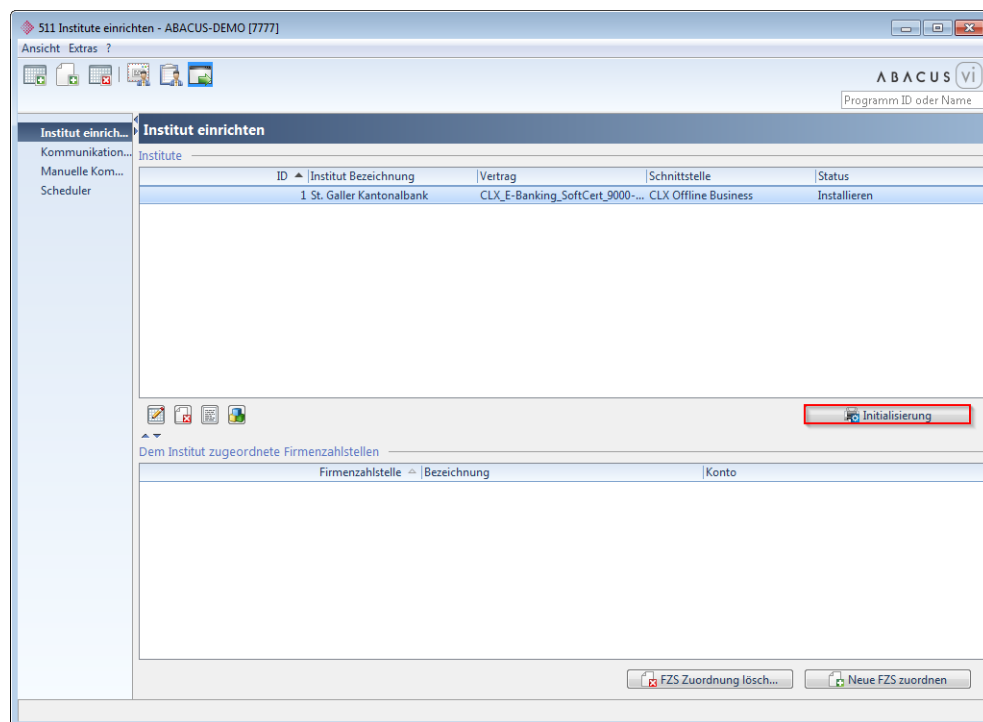 511 Institute einrichten - ABACUS-DEMO [7777]
Ansicht Extras ?
ABACUS vi
Programm ID oder Name
Institut einrich...
Kommunikation...
Manuelle Kom...
Scheduler
Institut einrichten
Institute
ID Institut Bezeichnung Vertrag Schnittstelle Status
1 St. Galler Kantonalbank CLX_E-Banking_SoftCert_9000-... CLX Offline Business Installieren
Initialisierung
Dem Institut zugeordnete Firmenzahlstellen
Firmenzahlstelle Bezeichnung Konto
FZS Zuordnung lösch... Neue FZS zuordnen